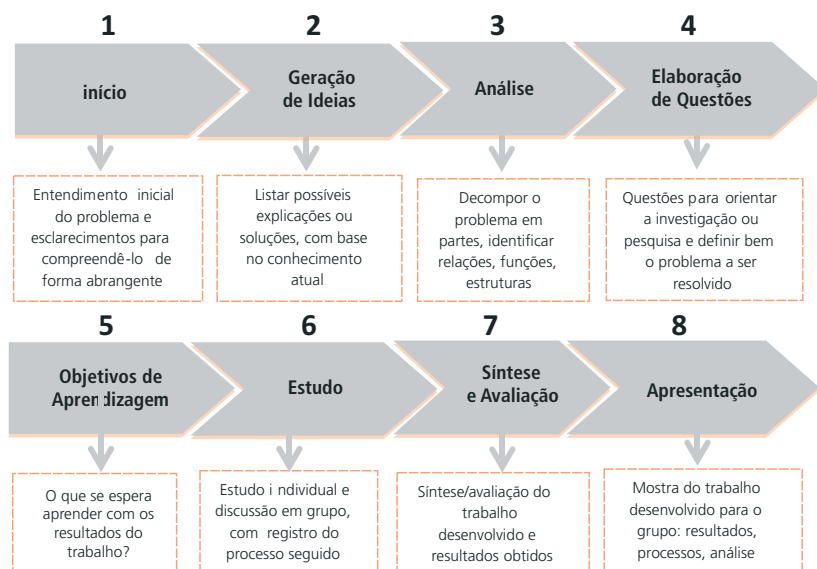 1
2
3
4
início
Geração
de Ideias
Análise
Elaboração
de Questões
Entendimento inicial
do problema e
esclarecimentos para
compreendê-lo de
forma abrangente
Listar possíveis
explicações ou
soluções, com base
no conhecimento
atual
Decompor o
problema em
partes, identificar
relações, funções,
estruturas
Questões para orientar
a investigação ou
pesquisa e definir bem
o problema a ser
resolvido
5
6
7
8
Objetivos de
Aprendizagem
Estudo
Síntese
e Avaliação
Apresentação
O que se espera
aprender com os
resultados do
trabalho?
Estudo individual e
discussão em grupo,
com registro do
processo seguido
Síntese/avaliação do
trabalho
desenvolvido e
resultados obtidos
Mostra do trabalho
desenvolvido para o
grupo: resultados,
processos, análise